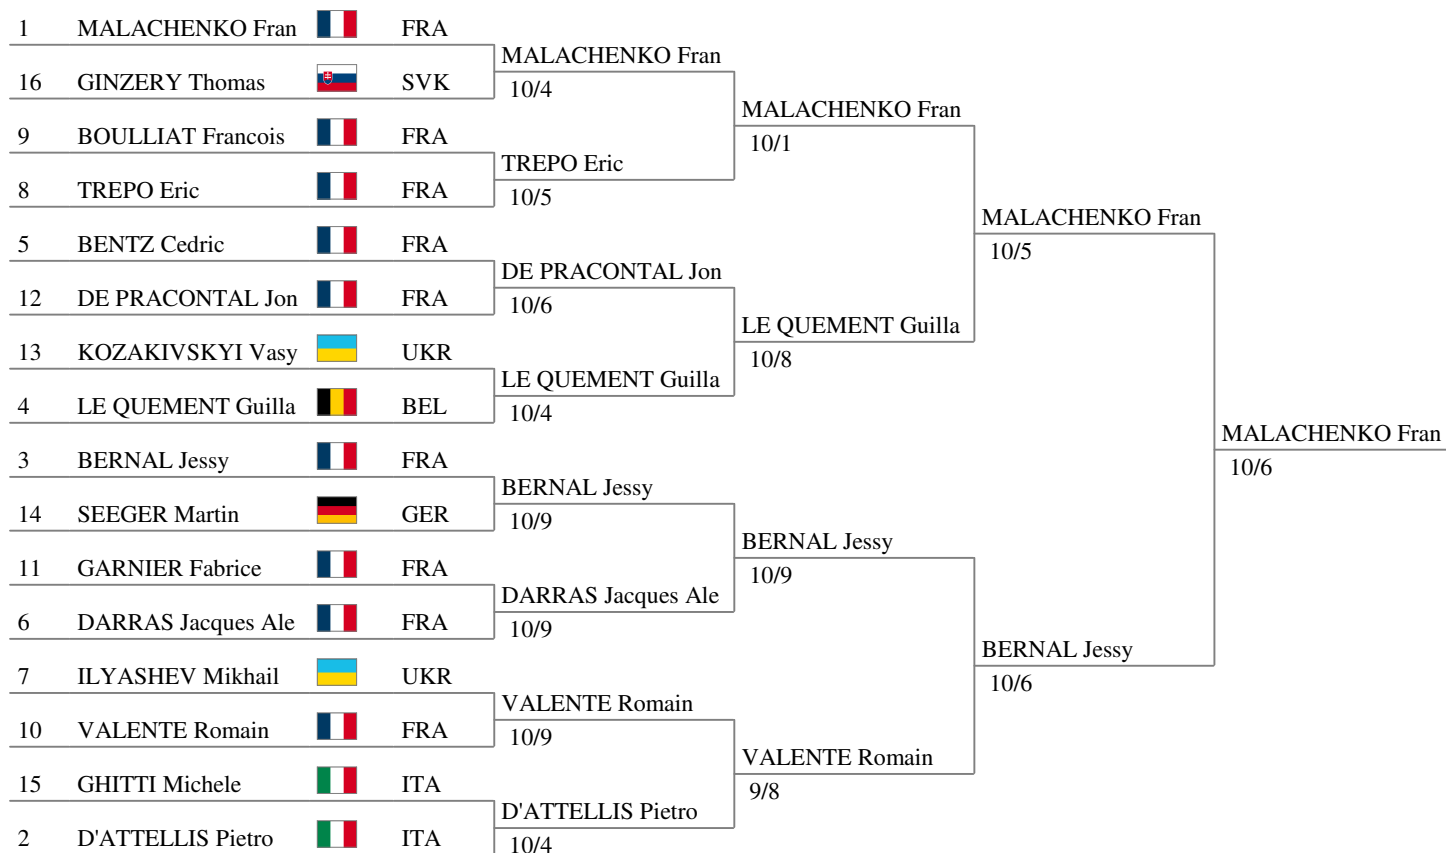 1 MALACHENKO Fran FRA
16 GINZERY Thomas SVK
9 BOULLIAT Francois FRA
8 TREPO Eric FRA
5 BENTZ Cedric FRA
12 DE PRACONTAL Jon FRA
13 KOZAKIVSKYI Vasy UKR
4 LE QUEMENT Guilla BEL
3 BERNAL Jessy FRA
14 SEEGER Martin GER
11 GARNIER Fabrice FRA
6 DARRAS Jacques Ale FRA
7 ILYASHEV Mikhail UKR
10 VALENTE Romain FRA
15 GHITTI Michele ITA
2 D'ATTELLIS Pietro ITA
MALACHENKO Fran
10/4
TREPO Eric
10/5
DE PRACONTAL Jon
10/6
LE QUEMENT Guilla
10/4
BERNAL Jessy
10/9
DARRAS Jacques Ale
10/9
VALENTE Romain
10/9
D'ATTELLIS Pietro
10/4
MALACHENKO Fran
10/1
LE QUEMENT Guilla
10/8
BERNAL Jessy
10/9
VALENTE Romain
9/8
MALACHENKO Fran
10/5
BERNAL Jessy
10/6
MALACHENKO Fran
10/6